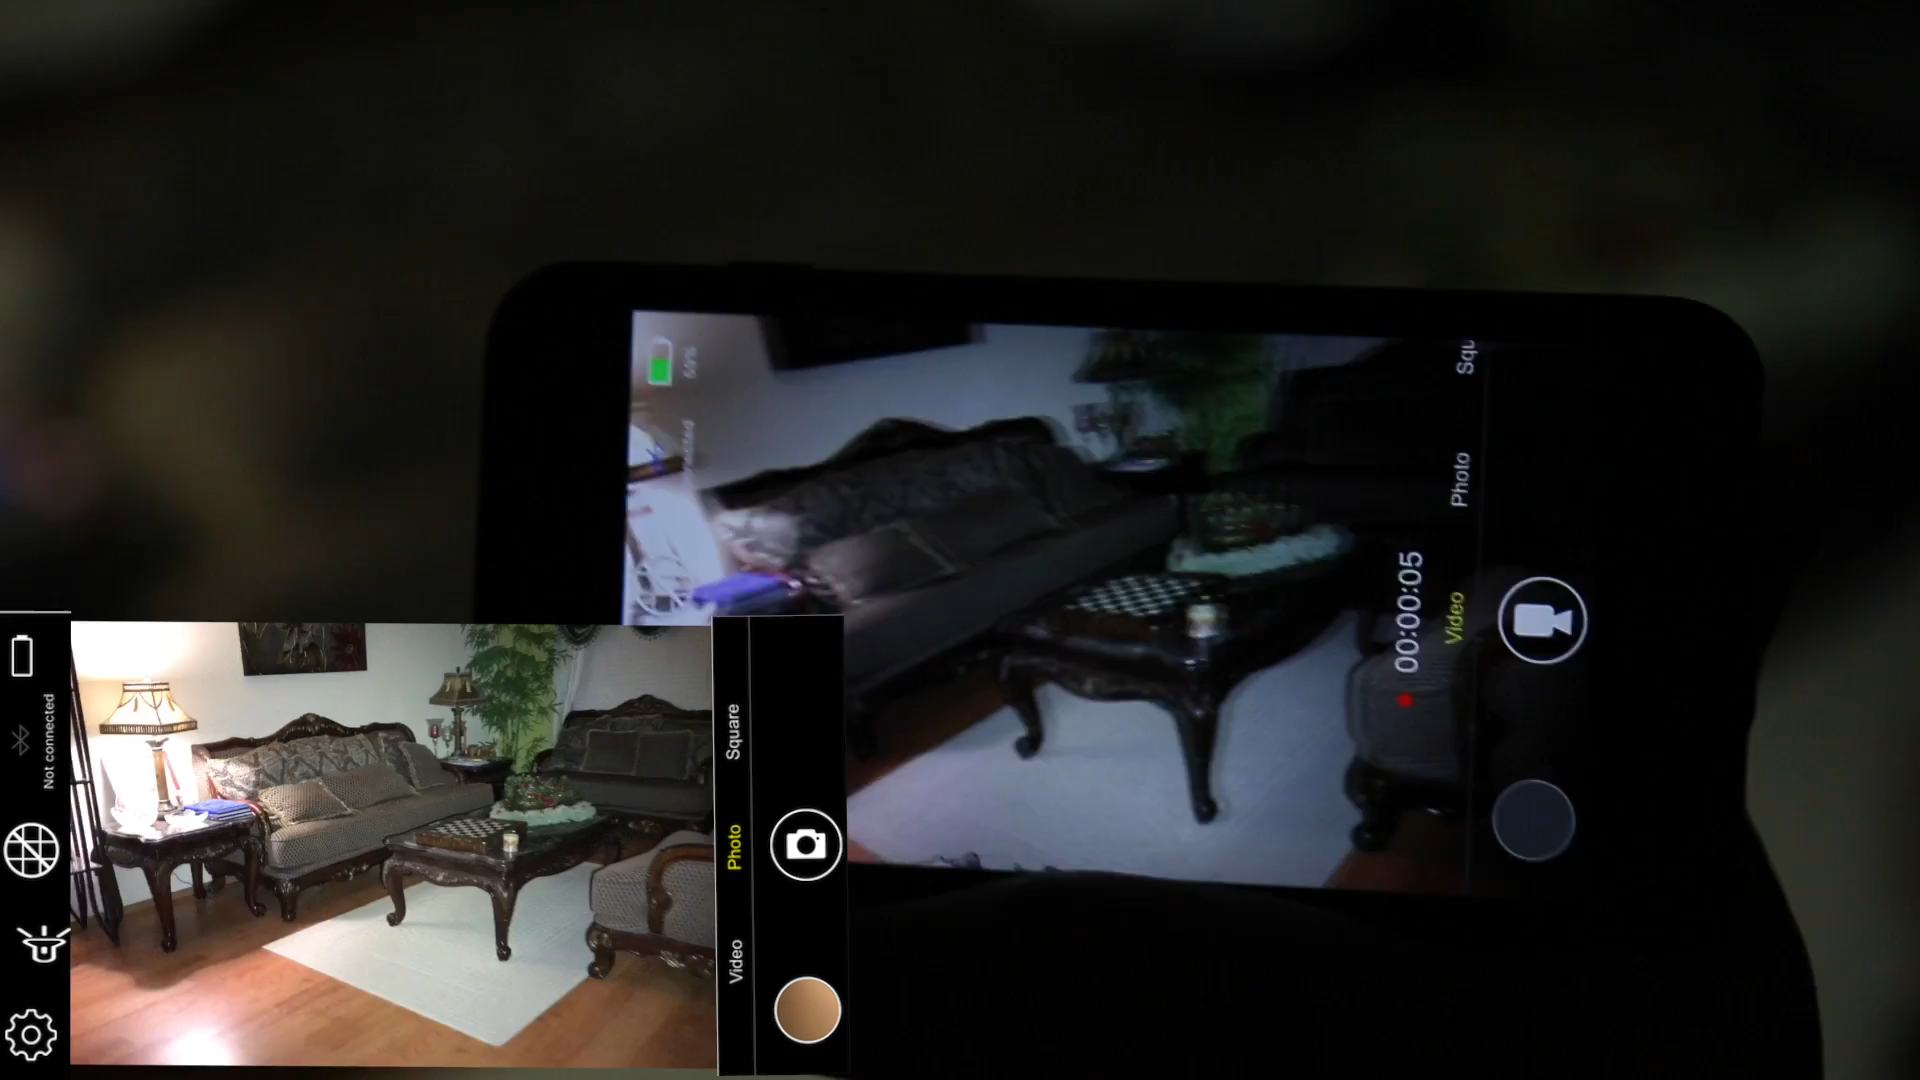 Squ
Photo
Video
00:00:05
Not connected
Square
Photo
Video